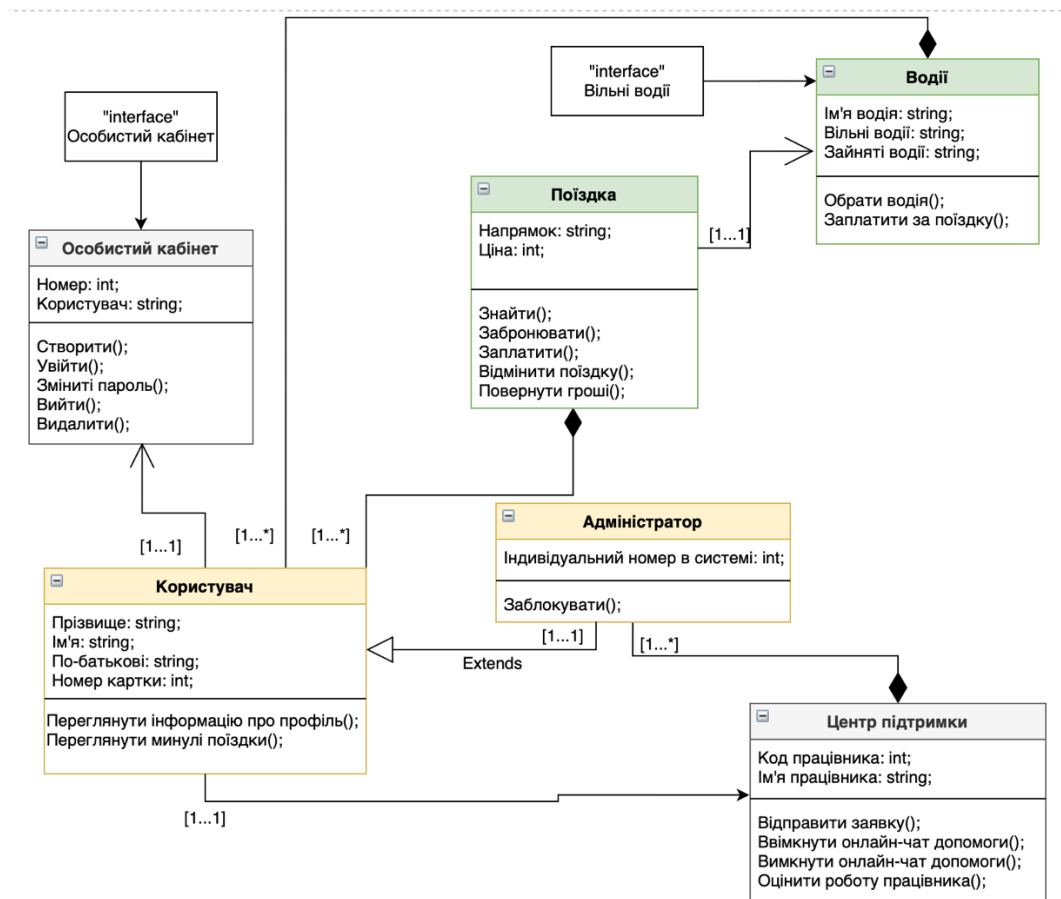 "interface"
Вільні водії
Водії
Ім'я водія: string;
Вільні водії: string;
Зайняті водії: string;
Обрати водія();
Заплатити за поїздку();
"interface"
Особистий кабінет
Поїздка
Напрямок: string;
Ціна: int;
[1...1]
Знайти();
Забронювати();
Заплатити();
Відмінити поїздку();
Повернути гроші();
Особистий кабінет
Номер: int;
Користувач: string;
Створити();
Увійти();
Зміниті пароль();
Вийти();
Видалити();
[1...1]
[1...*]
[1...*]
Адміністратор
Індивідуальний номер в системі: int;
Заблокувати();
[1...1]
[1...*]
Extends
Користувач
Прізвище: string;
Ім'я: string;
По-батькові: string;
Номер картки: int;
Переглянути інформацію про профіль();
Переглянути минулі поїздки();
[1...1]
Центр підтримки
Код працівника: int;
Ім'я працівника: string;
Відправити заявку();
Ввімкнути онлайн-чат допомоги();
Вимкнути онлайн-чат допомоги();
Оцінити роботу працівника();